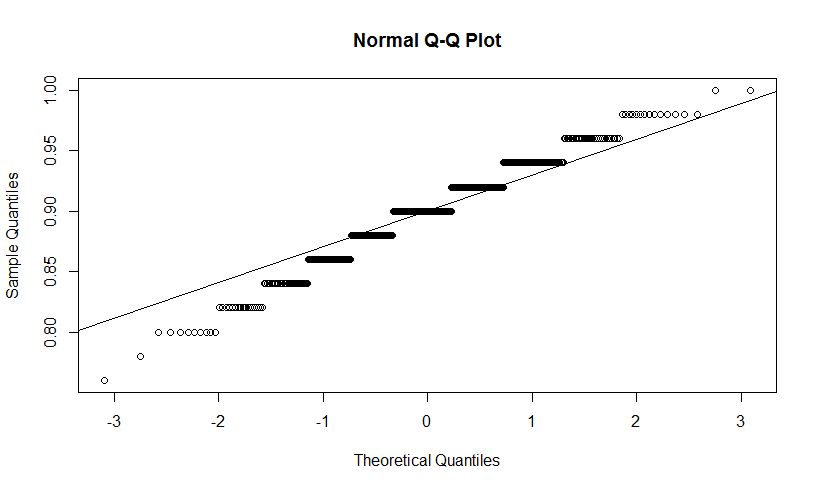 Normal Q-Q Plot
Sample Quantiles
1.00
0.95
0.90
0.85
0.80
-3 -2 -1 0 1 2 3
Theoretical Quantiles